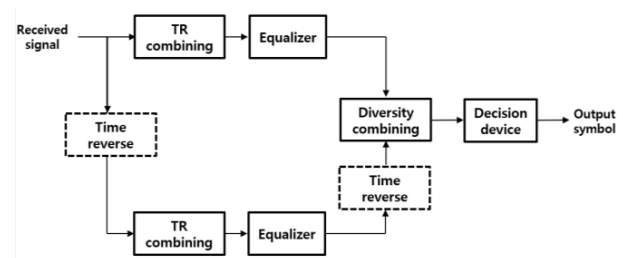 Received
signal
TR
combining
Equalizer
Time
reverse
Diversity
combining
Decision
device
Output
symbol
Time
reverse
TR
combining
Equalizer